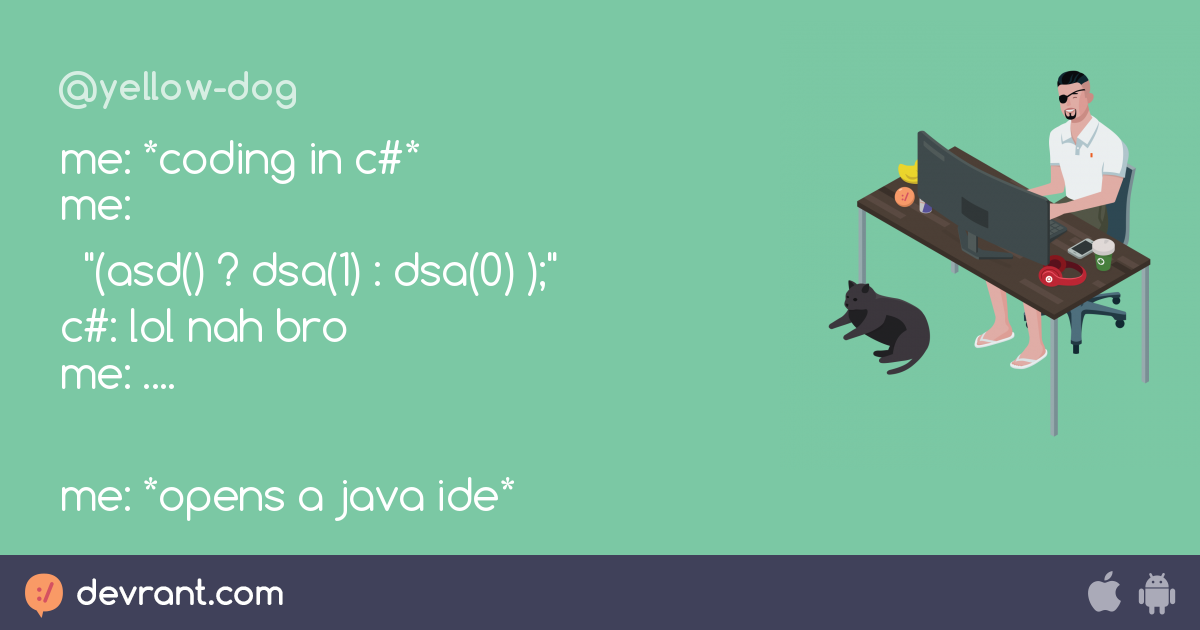 @yellow-dog
me: *coding in c#*
me:
"(asd() ? dsa(1) : dsa(0) );"
c#: lol nah bro
me: ....
me: *opens a java ide*
devrant.com